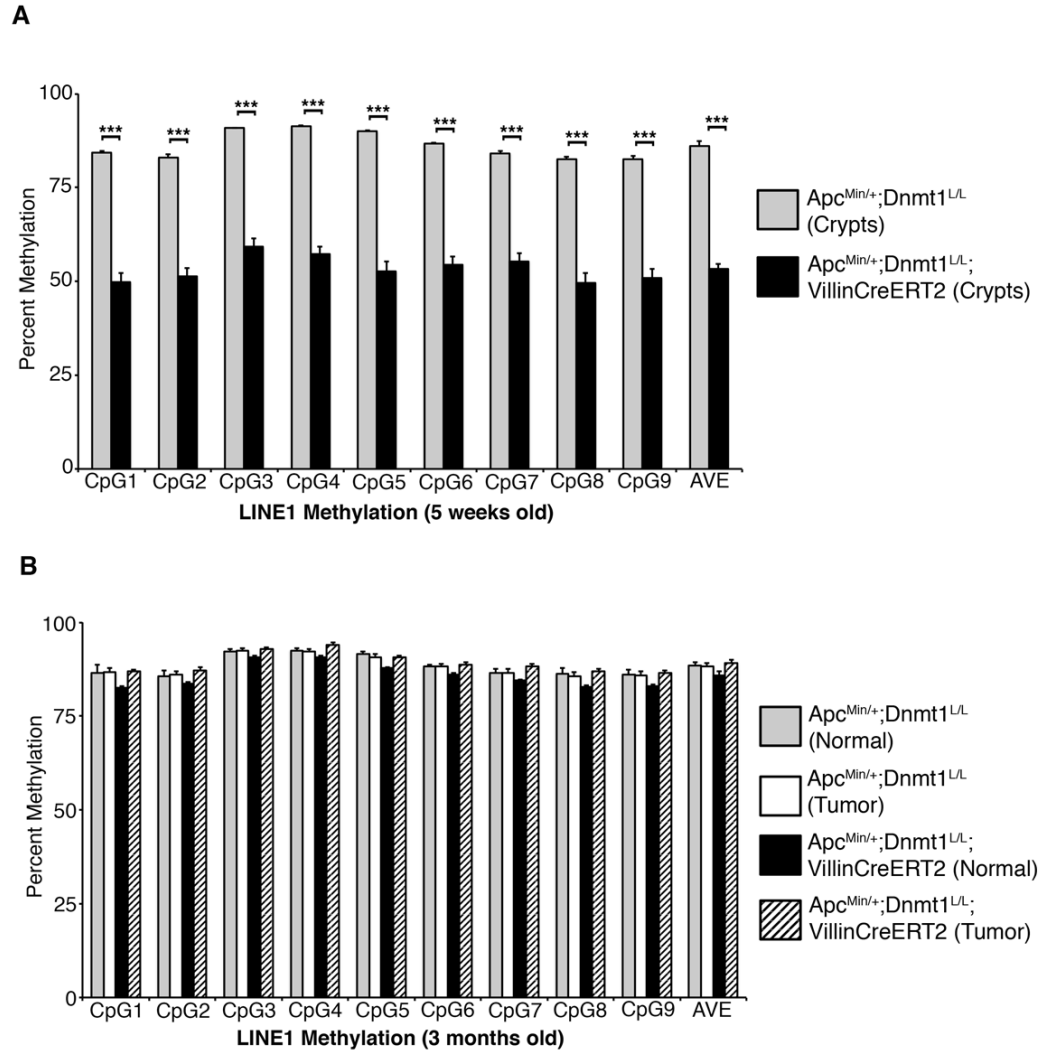 A
100
75
50
25
0
Percent Methylation
*** *** *** *** *** *** *** *** *** ***
CpG1 CpG2 CpG3 CpG4 CpG5 CpG6 CpG7 CpG8 CpG9 AVE
LINE1 Methylation (5 weeks old)
Apc^Min/+;Dnmt1^L/L
(Crypts)
Apc^Min/+;Dnmt1^L/L;
VillinCreERT2 (Crypts)
B
100
75
50
25
0
Percent Methylation
CpG1 CpG2 CpG3 CpG4 CpG5 CpG6 CpG7 CpG8 CpG9 AVE
LINE1 Methylation (3 months old)
Apc^Min/+;Dnmt1^L/L
(Normal)
Apc^Min/+;Dnmt1^L/L
(Tumor)
Apc^Min/+;Dnmt1^L/L;
VillinCreERT2 (Normal)
Apc^Min/+;Dnmt1^L/L;
VillinCreERT2 (Tumor)